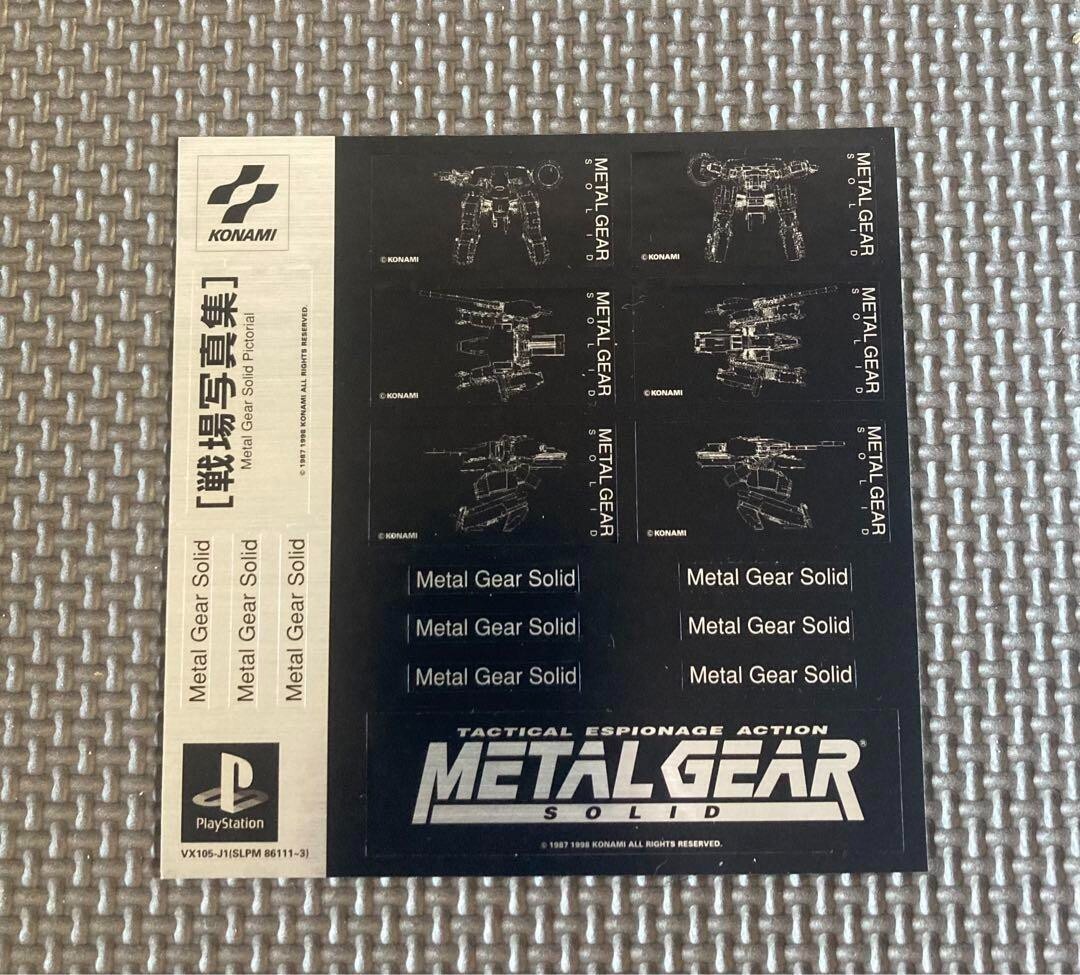 KONAMI
[戦場写真集]
Metal Gear Solid Pictorial
© 1987 1998 KONAMI ALL RIGHTS RESERVED.
Metal Gear Solid
Metal Gear Solid
Metal Gear Solid
PlayStation
VX105-J1(SLPM 86111~3)
METAL GEAR
SOLID
©KONAMI
METAL GEAR
SOLID
©KONAMI
METAL GEAR
SOLID
©KONAMI
METAL GEAR
SOLID
©KONAMI
METAL GEAR
SOLID
©KONAMI
METAL GEAR
SOLID
©KONAMI
Metal Gear Solid
Metal Gear Solid
Metal Gear Solid
Metal Gear Solid
Metal Gear Solid
Metal Gear Solid
TACTICAL ESPIONAGE ACTION
METAL GEAR®
SOLID
© 1987 1998 KONAMI ALL RIGHTS RESERVED.